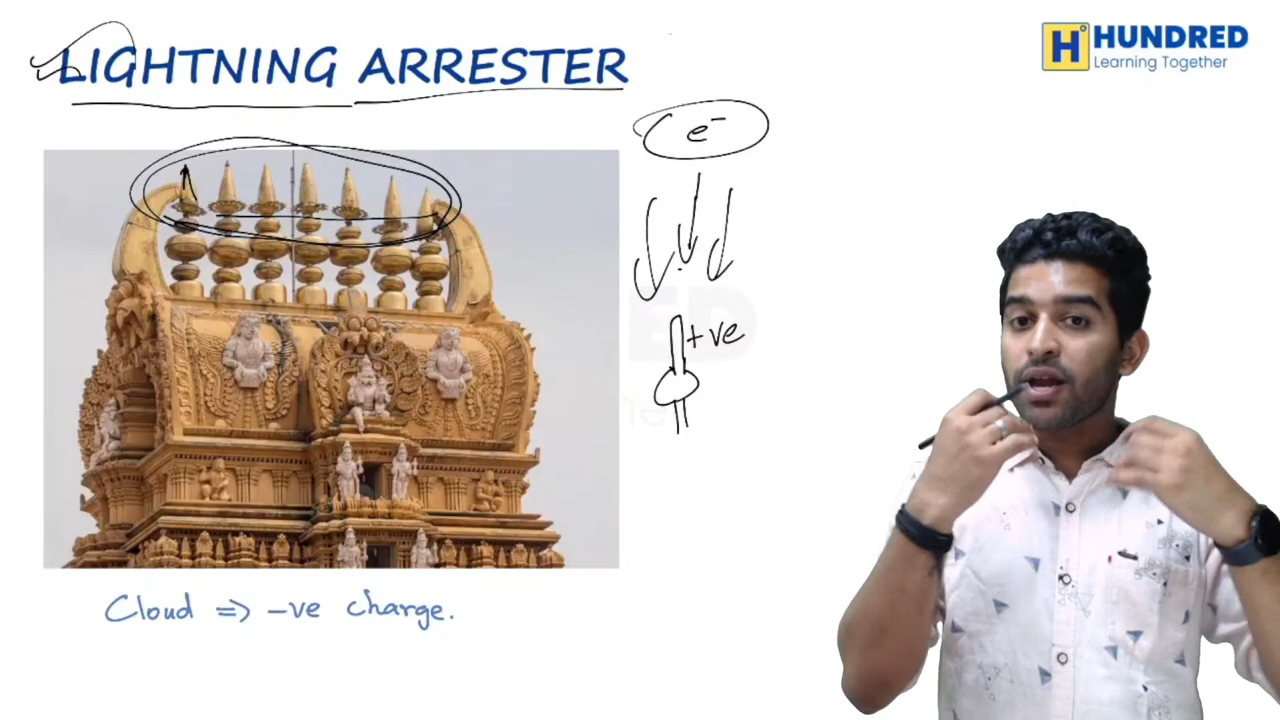 LIGHTNING ARRESTER
H° HUNDRED
Learning Together
e⁻
+ve
Cloud => -ve charge.